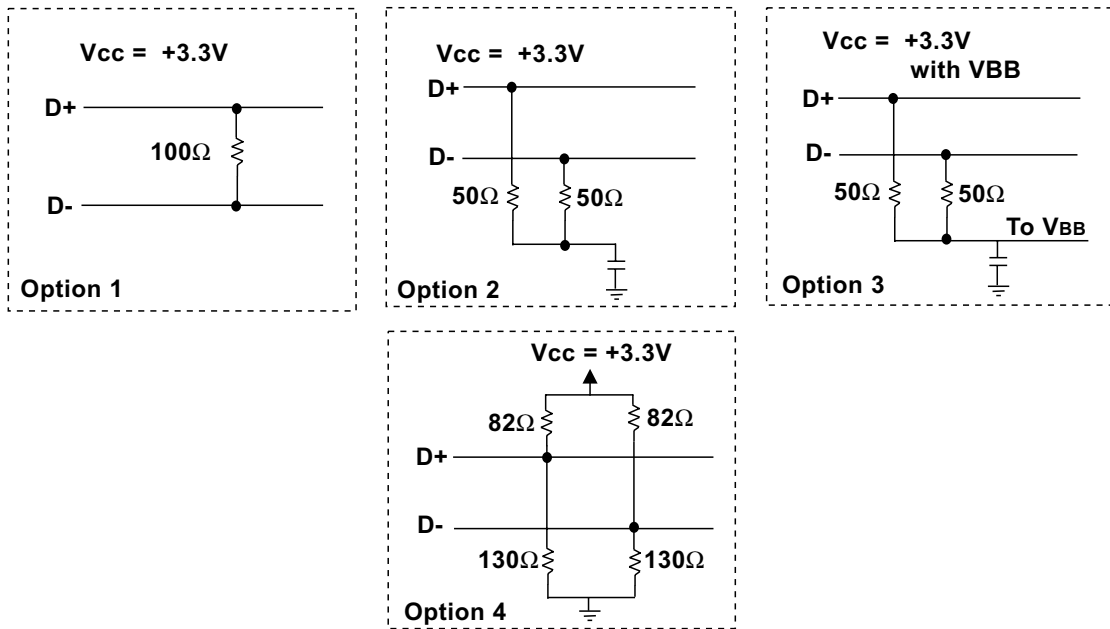 Vcc = +3.3V
D+
100Ω
D-
Option 1
Vcc = +3.3V
D+
D-
50Ω 50Ω
Option 2
Vcc = +3.3V
with VBB
D+
D-
50Ω 50Ω
To VBB
Option 3
Vcc = +3.3V
82Ω 82Ω
D+
D-
130Ω 130Ω
Option 4